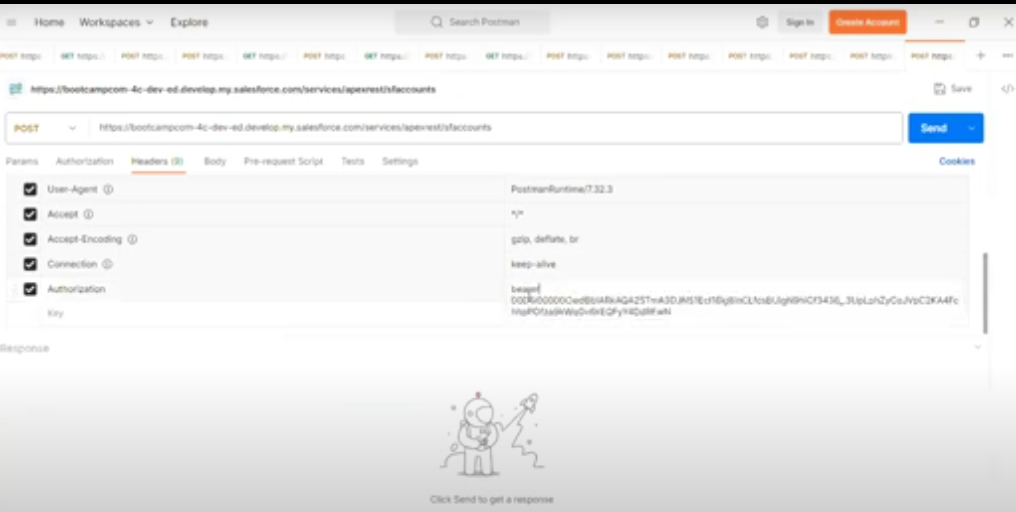 Home Workspaces Explore Search Postman Sign In Create Account
POST https: GET https:/ POST https: POST https: GET https:/ POST https: GET https:/ POST https: GET https:/ POST https: POST https: POST https: POST https: POST https: POST https: POST https:
https://bootcampcom-4c-dev-ed.develop.my.salesforce.com/services/apexrest/sfaccounts Save
POST https://bootcampcom-4c-dev-ed.develop.my.salesforce.com/services/apexrest/sfaccounts Send
Params Authorization Headers (9) Body Pre-request Script Tests Settings Cookies
User-Agent PostmanRuntime/7.32.3
Accept */*
Accept-Encoding gzip, deflate, br
Connection keep-alive
Authorization bearer
Key
Response
Click Send to get a response